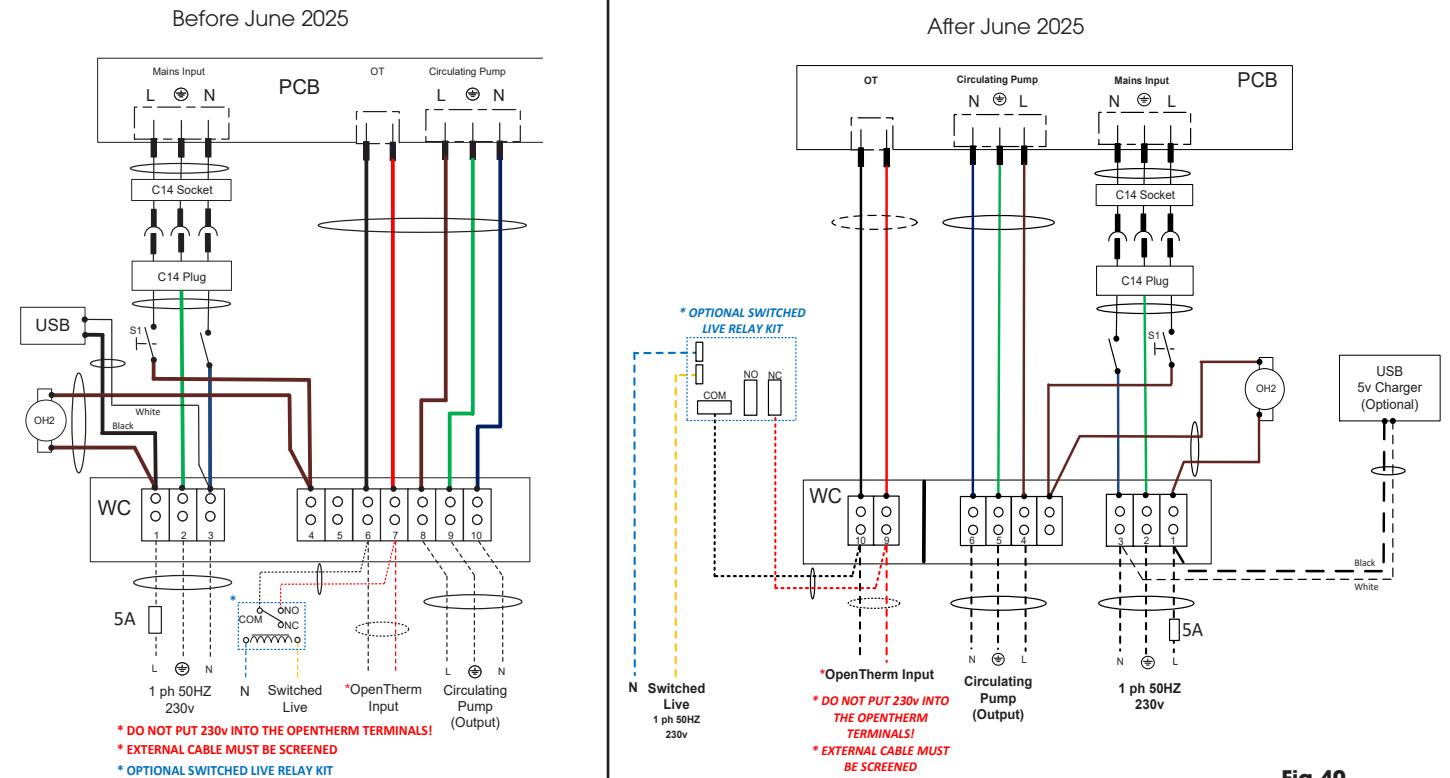 Before June 2025
Mains Input
OT
Circulating Pump
PCB
L
N
L
N
C14 Socket
C14 Plug
USB
S1
OH2
White
Black
WC
1
2
3
4
5
6
7
8
9
10
5A
*
COM
NO
NC
L
N
1 ph 50HZ
230v
N
Switched
Live
*OpenTherm
Input
L
N
Circulating
Pump
(Output)
* DO NOT PUT 230v INTO THE OPENTHERM TERMINALS!
* EXTERNAL CABLE MUST BE SCREENED
* OPTIONAL SWITCHED LIVE RELAY KIT
After June 2025
OT
Circulating Pump
Mains Input
PCB
N
L
N
L
C14 Socket
C14 Plug
* OPTIONAL SWITCHED
LIVE RELAY KIT
NO
NC
COM
S1
OH2
USB
5v Charger
(Optional)
WC
10
9
6
5
4
3
2
1
Black
White
5A
N
Switched
Live
1 ph 50HZ
230v
*OpenThem Input
* DO NOT PUT 230v INTO
THE OPENTHERM
TERMINALS!
* EXTERNAL CABLE MUST
BE SCREENED
N
L
Circulating
Pump
(Output)
N
L
1 ph 50HZ
230v